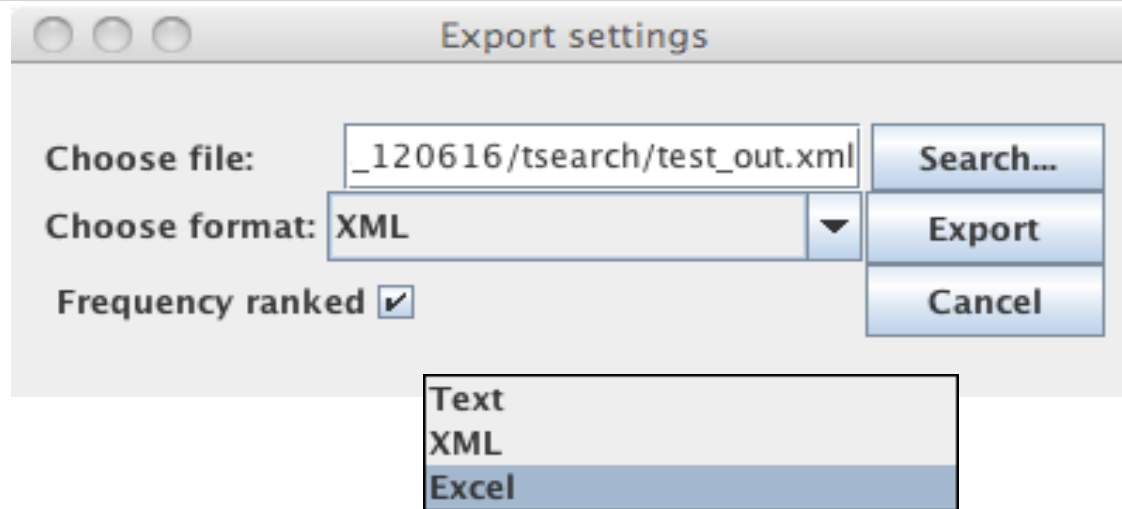 Export settings
Choose file: _120616/tsearch/test_out.xml Search...
Choose format: XML Export
Frequency ranked Cancel
Text
XML
Excel